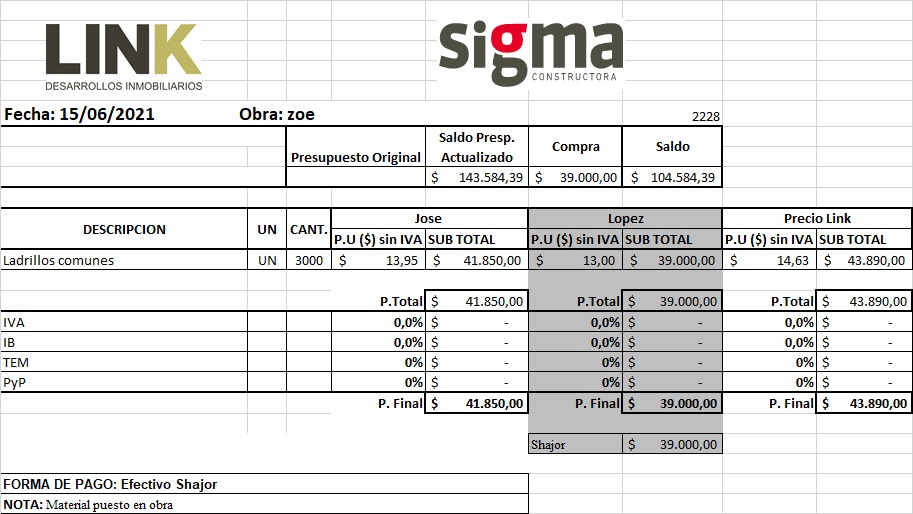 LINK
DESARROLLOS INMOBILIARIOS
sigma
CONSTRUCTORA
Fecha: 15/06/2021 Obra: zoe 2228
Presupuesto Original Saldo Presp. Actualizado Compra Saldo
$ 143.584,39 $ 39.000,00 $ 104.584,39
DESCRIPCION UN CANT. Jose Lopez Precio Link
P.U ($) sin IVA SUB TOTAL P.U ($) sin IVA SUB TOTAL P.U ($) sin IVA SUB TOTAL
Ladrillos comunes UN 3000 $ 13,95 $ 41.850,00 $ 13,00 $ 39.000,00 $ 14,63 $ 43.890,00
P.Total $ 41.850,00 P.Total $ 39.000,00 P.Total $ 43.890,00
IVA 0,0% $ - 0,0% $ - 0,0% $ -
IB 0,0% $ - 0,0% $ - 0,0% $ -
TEM 0% $ - 0% $ - 0% $ -
PyP 0% $ - 0% $ - 0% $ -
P. Final $ 41.850,00 P. Final $ 39.000,00 P. Final $ 43.890,00
Shajor $ 39.000,00
FORMA DE PAGO: Efectivo Shajor
NOTA: Material puesto en obra